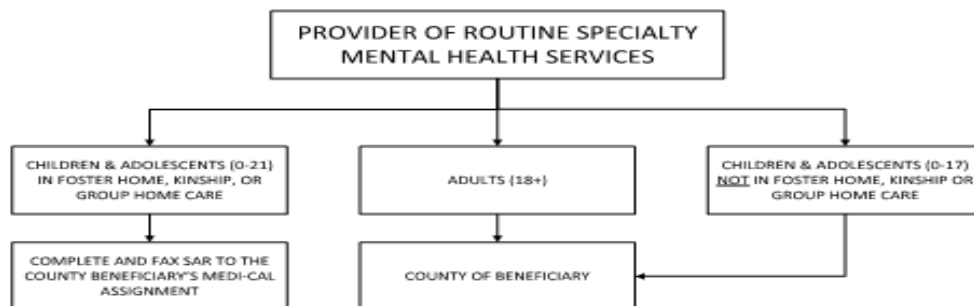 PROVIDER OF ROUTINE SPECIALTY
MENTAL HEALTH SERVICES
CHILDREN & ADOLESCENTS (0-21)
IN FOSTER HOME, KINSHIP, OR
GROUP HOME CARE
ADULTS (18+)
CHILDREN & ADOLESCENTS (0-17)
NOT IN FOSTER HOME, KINSHIP OR
GROUP HOME CARE
COMPLETE AND FAX SAR TO THE
COUNTY BENEFICIARY'S MEDI-CAL
ASSIGNMENT
COUNTY OF BENEFICIARY